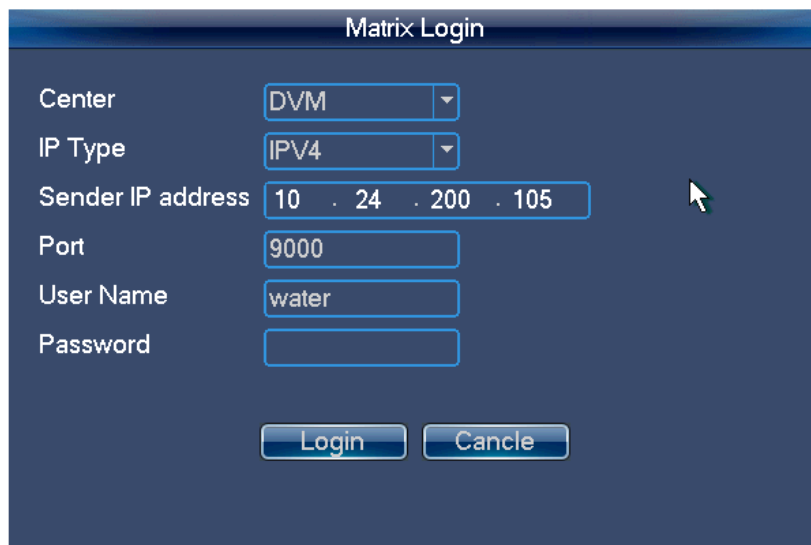 Matrix Login
Center DVM
IP Type IPV4
Sender IP address 10 . 24 . 200 . 105
Port 9000
User Name water
Password
Login Cancle